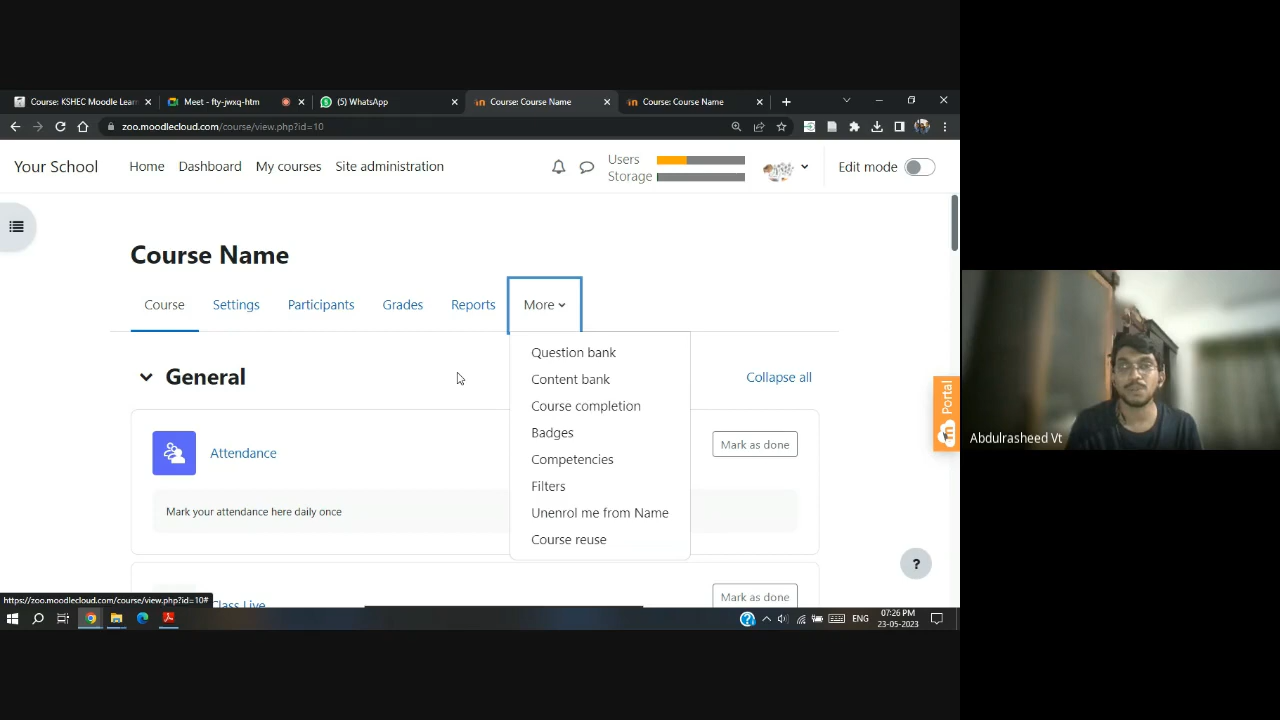 Course: KSHEC Moodle Lear
Meet - fty-jwxq-htm
(5) WhatsApp
Course: Course Name
Course: Course Name
zoo.moodlecloud.com/course/view.php?id=10
Your School
Home
Dashboard
My courses
Site administration
Users
Storage
Edit mode
Course Name
Course
Settings
Participants
Grades
Reports
More
Question bank
Content bank
Course completion
Badges
Competencies
Filters
Unenrol me from Name
Course reuse
General
Collapse all
Attendance
Mark as done
Mark your attendance here daily once
Class Live
Mark as done
Portal
?
https://zoo.moodlecloud.com/course/view.php?id=10#
ENG
07:26 PM
23-05-2023
Abdulrasheed Vt